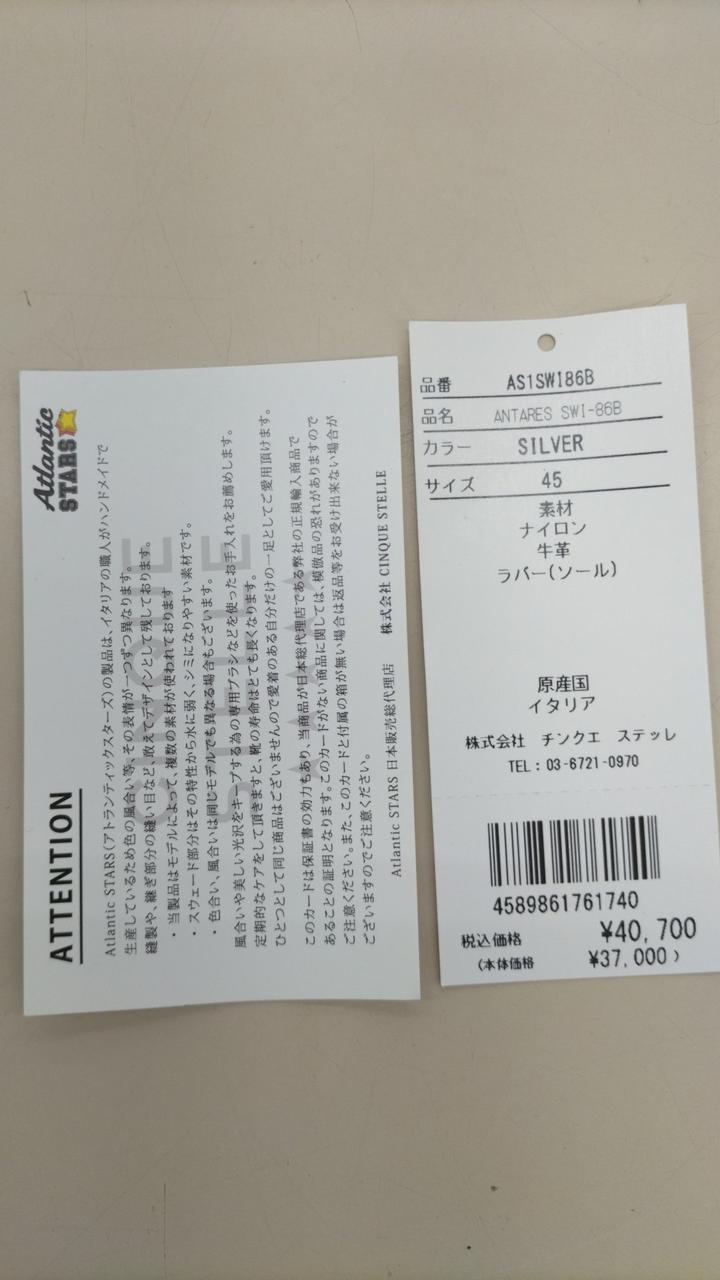 Atlantic
STARS
ATTENTION
Atlantic STARS(アトランティックスターズ)の製品は、イタリアの職人がハンドメイドで
生産しているため色の風合い等、その表情が一つずつ異なります。
縫製や、継ぎ部分の縫い目など、敢えてデザインとして残しております。
・当製品はモデルによって、複数の素材が使われております
・スウェード部分はその特性から水に弱く、シミになりやすい素材です。
・色合い、風合いは同じモデルでも異なる場合もございます。
風合いや美しい光沢をキープする為の専用ブラシなどを使ったお手入れをお薦めします。
定期的なケアをして頂きますと、靴の寿命はとても長くなります。
ひとつとして同じ商品はございませんので愛着のある自分だけの一足としてご愛用頂けます。
このカードは保証書の効力もあり、当商品が日本総代理店である弊社の正規輸入商品で
あることの証明となります。このカードがない商品に関しては、模倣品の恐れがありますので
ご注意ください。また、このカードと付属の箱が無い場合は返品等をお受け出来ない場合が
ございますのでご注意ください。
Atlantic STARS 日本販売総代理店 株式会社 CINQUE STELLE
品番 AS1SWI86B
品名 ANTARES SWI-86B
カラー SILVER
サイズ 45
素材
ナイロン
牛革
ラバー(ソール)
原産国
イタリア
株式会社 チンクエ ステッレ
TEL:03-6721-0970
4589861761740
税込価格 ¥40,700
(本体価格 ¥37,000)